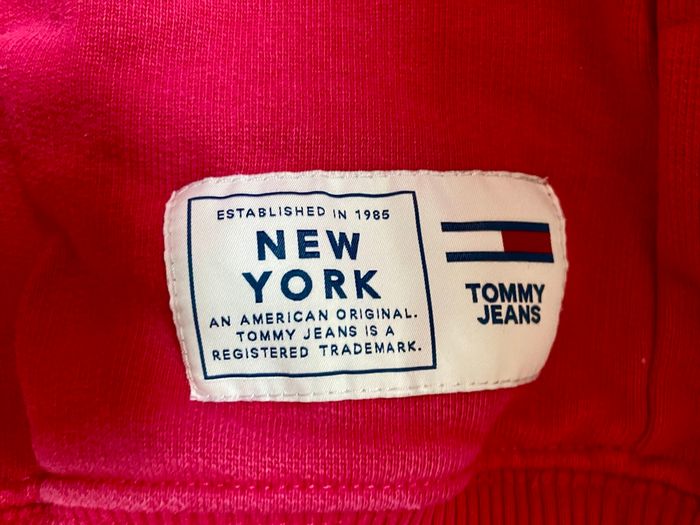 ESTABLISHED IN 1985
NEW
YORK
AN AMERICAN ORIGINAL.
TOMMY JEANS IS A
REGISTERED TRADEMARK.
TOMMY
JEANS